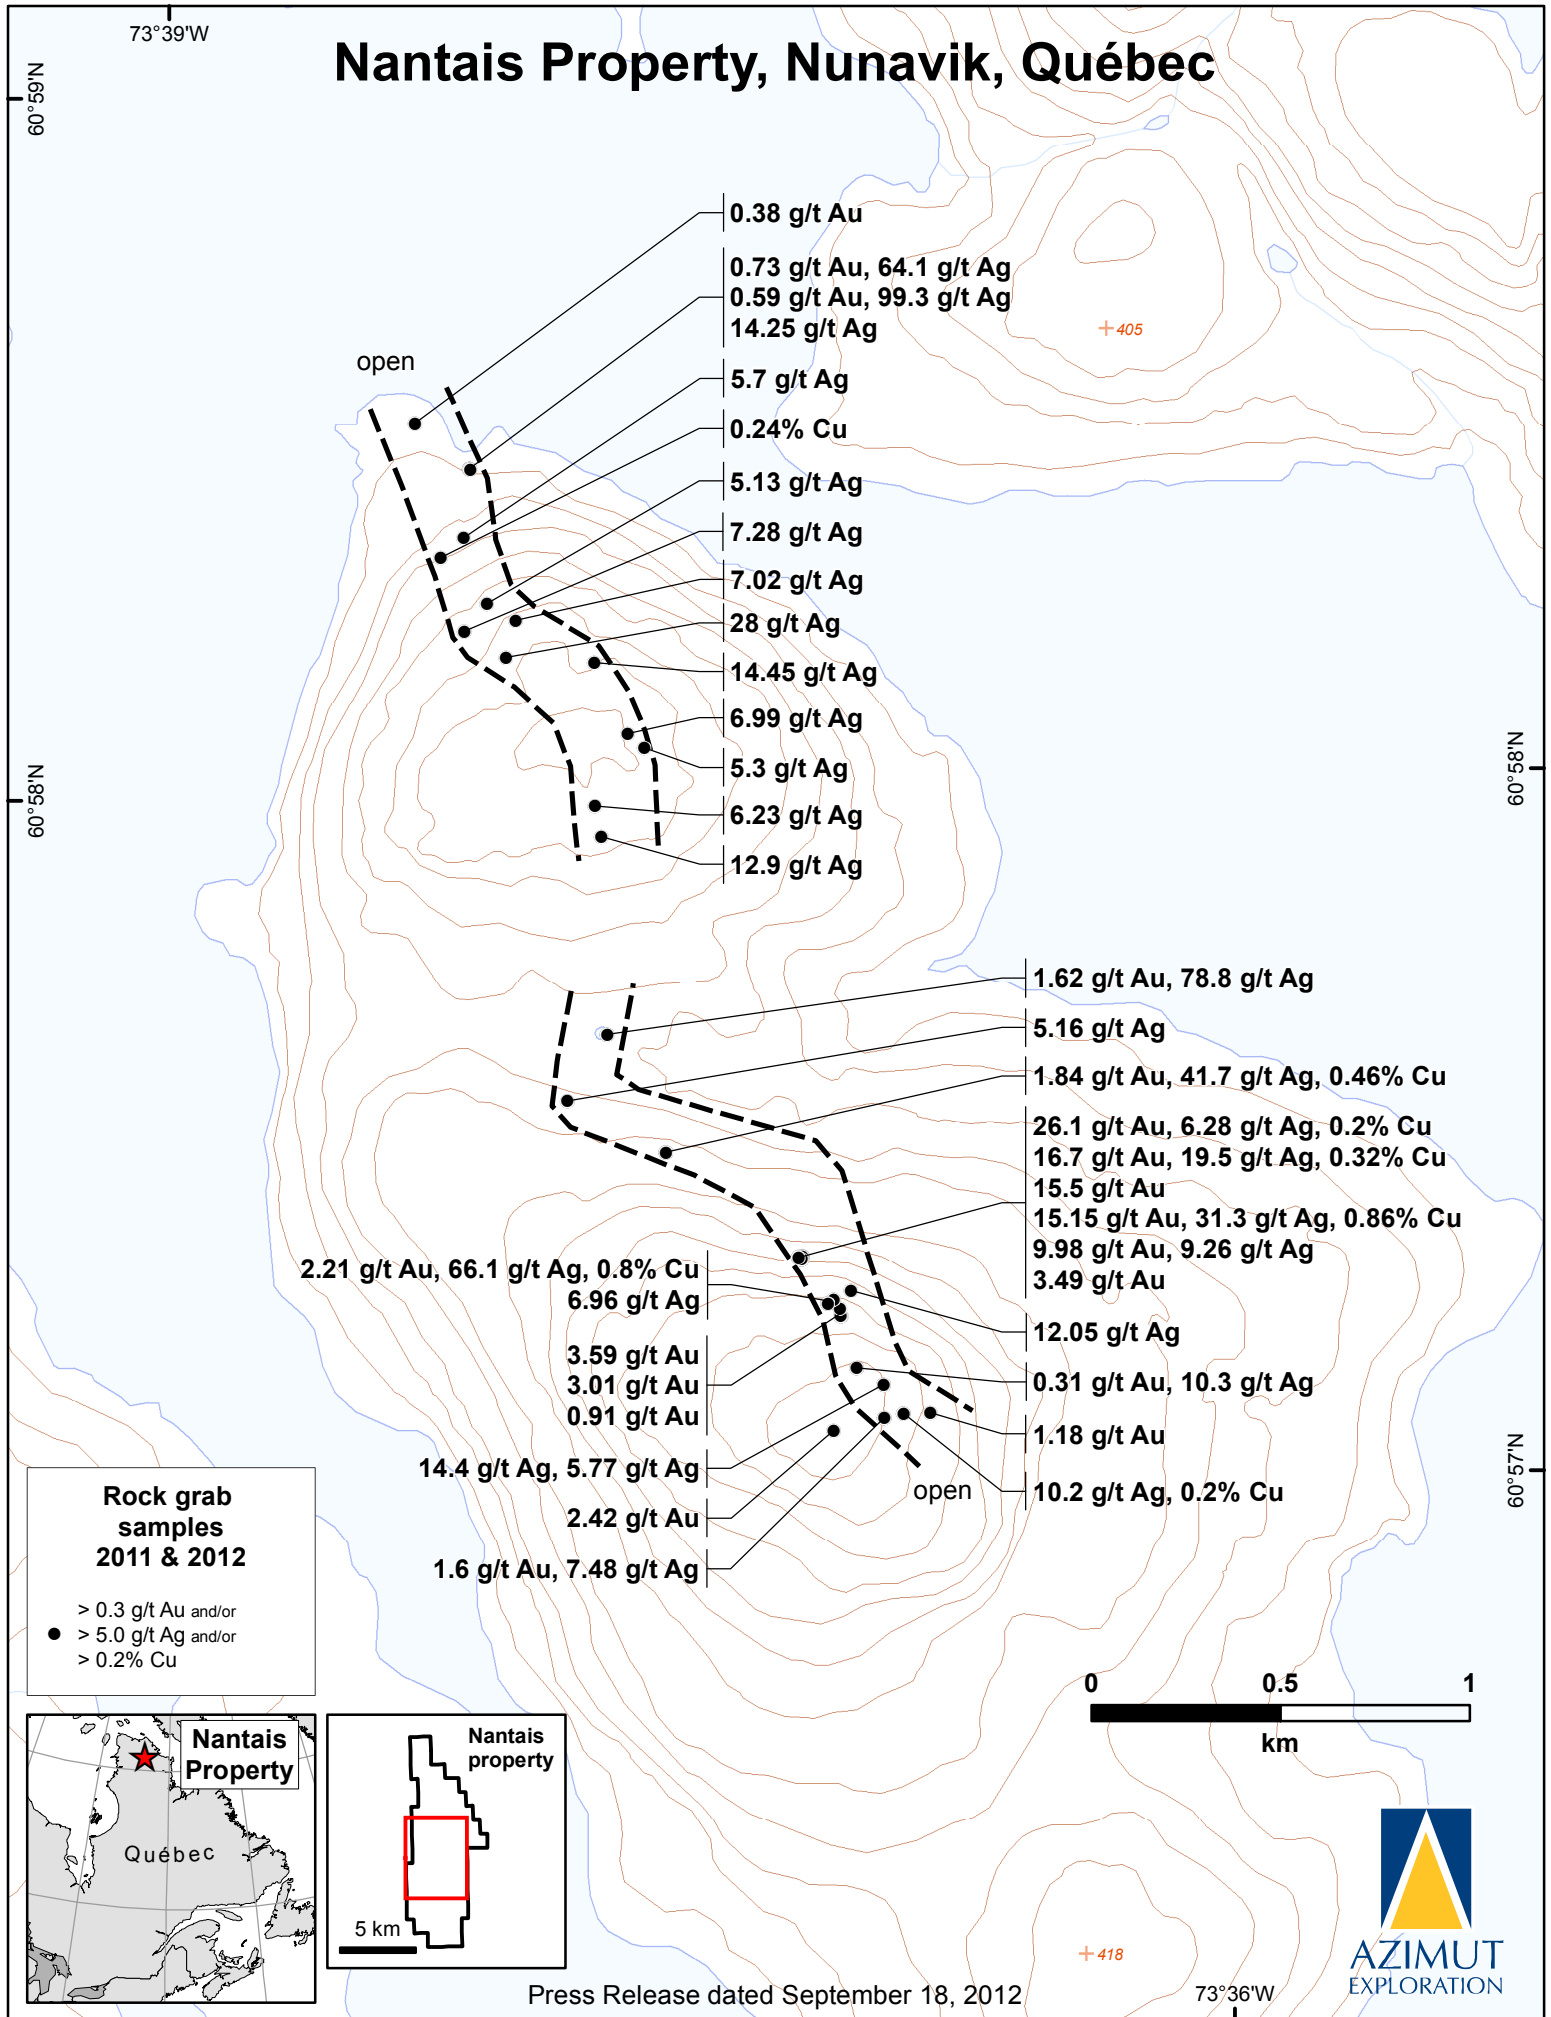 73°39'W
Nantais Property, Nunavik, Québec
60°59'N
0.38 g/t Au
0.73 g/t Au, 64.1 g/t Ag
0.59 g/t Au, 99.3 g/t Ag
14.25 g/t Ag
405
open
5.7 g/t Ag
0.24% Cu
5.13 g/t Ag
7.28 g/t Ag
7.02 g/t Ag
28 g/t Ag
14.45 g/t Ag
6.99 g/t Ag
5.3 g/t Ag
6.23 g/t Ag
12.9 g/t Ag
60°58'N
60°58'N
1.62 g/t Au, 78.8 g/t Ag
5.16 g/t Ag
1.84 g/t Au, 41.7 g/t Ag, 0.46% Cu
26.1 g/t Au, 6.28 g/t Ag, 0.2% Cu
16.7 g/t Au, 19.5 g/t Ag, 0.32% Cu
15.5 g/t Au
15.15 g/t Au, 31.3 g/t Ag, 0.86% Cu
9.98 g/t Au, 9.26 g/t Ag
3.49 g/t Au
2.21 g/t Au, 66.1 g/t Ag, 0.8% Cu
6.96 g/t Ag
12.05 g/t Ag
3.59 g/t Au
3.01 g/t Au
0.91 g/t Au
0.31 g/t Au, 10.3 g/t Ag
1.18 g/t Au
14.4 g/t Ag, 5.77 g/t Ag
open
10.2 g/t Ag, 0.2% Cu
2.42 g/t Au
1.6 g/t Au, 7.48 g/t Ag
60°57'N
Rock grab
samples
2011 & 2012
> 0.3 g/t Au and/or
> 5.0 g/t Ag and/or
> 0.2% Cu
0 0.5 1
km
Nantais
Property
Québec
Nantais
property
5 km
418
AZIMUT
EXPLORATION
Press Release dated September 18, 2012
73°36'W